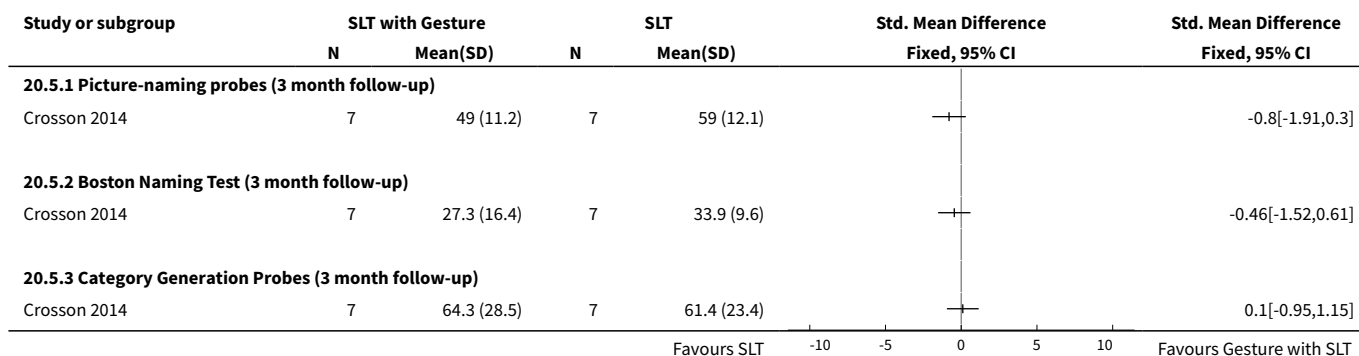 Study or subgroup SLT with Gesture SLT Std. Mean Difference Std. Mean Difference
N Mean(SD) N Mean(SD) Fixed, 95% CI Fixed, 95% CI
20.5.1 Picture-naming probes (3 month follow-up)
Crosson 2014 7 49 (11.2) 7 59 (12.1) -0.8[-1.91,0.3]
20.5.2 Boston Naming Test (3 month follow-up)
Crosson 2014 7 27.3 (16.4) 7 33.9 (9.6) -0.46[-1.52,0.61]
20.5.3 Category Generation Probes (3 month follow-up)
Crosson 2014 7 64.3 (28.5) 7 61.4 (23.4) 0.1[-0.95,1.15]
Favours SLT -10 -5 0 5 10 Favours Gesture with SLT